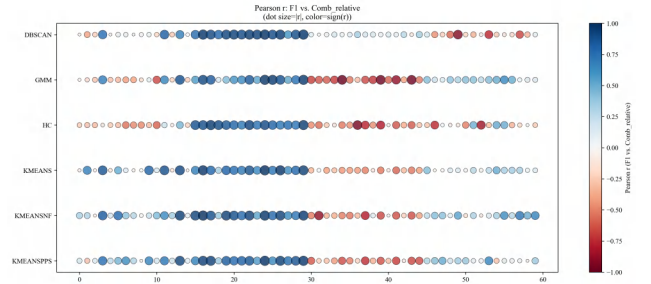 Pearson r: F1 vs. Comb_relative
(dot size=|r|, color=sign(r))
DBSCAN
GMM
HC
KMEANS
KMEANSNF
KMEANSPPS
0 10 20 30 40 50 60
1.00
0.75
0.50
0.25
0.00
−0.25
−0.50
−0.75
−1.00
Pearson r (F1 vs. Comb_relative)